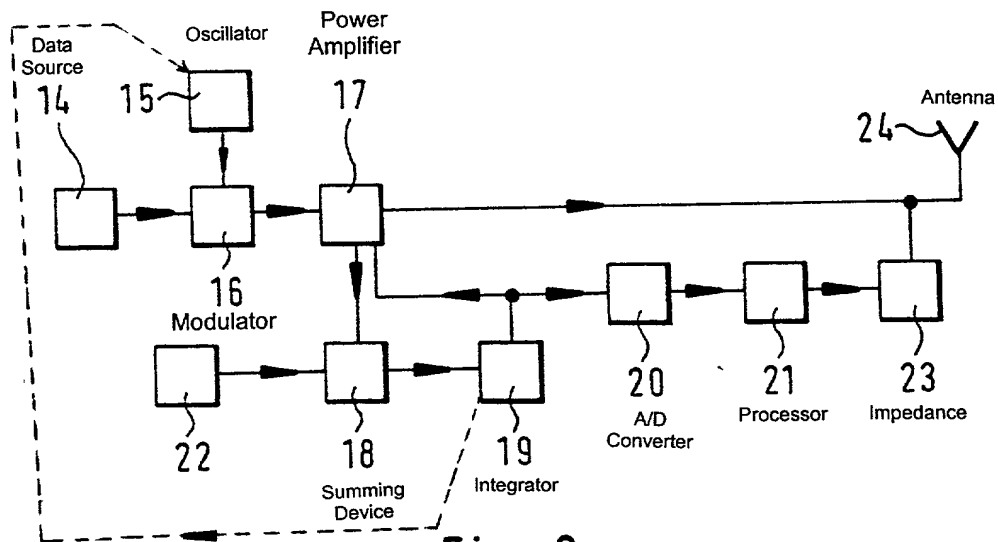 Data
Source
14
Oscillator
15
Power
Amplifier
17
Antenna
24
16
Modulator
22
18
Summing
Device
19
Integrator
20
A/D
Converter
21
Processor
23
Impedance